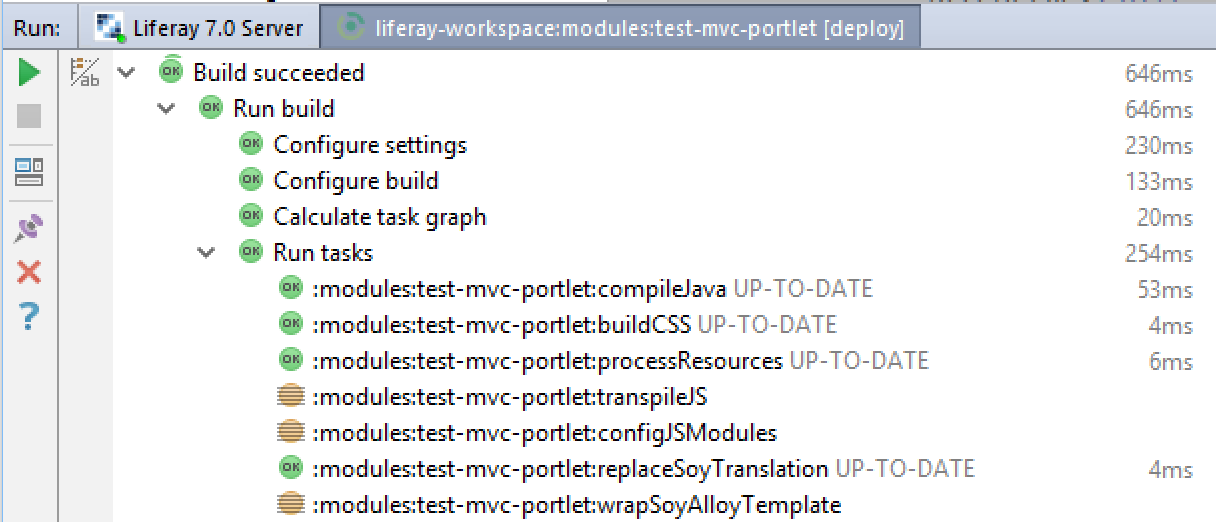 Run: Liferay 7.0 Server liferay-workspace:modules:test-mvc-portlet [deploy]
ab OK Build succeeded 646ms
OK Run build 646ms
OK Configure settings 230ms
OK Configure build 133ms
OK Calculate task graph 20ms
OK Run tasks 254ms
OK :modules:test-mvc-portlet:compileJava UP-TO-DATE 53ms
OK :modules:test-mvc-portlet:buildCSS UP-TO-DATE 4ms
OK :modules:test-mvc-portlet:processResources UP-TO-DATE 6ms
:modules:test-mvc-portlet:transpileJS
:modules:test-mvc-portlet:configJSModules
OK :modules:test-mvc-portlet:replaceSoyTranslation UP-TO-DATE 4ms
:modules:test-mvc-portlet:wrapSoyAlloyTemplate